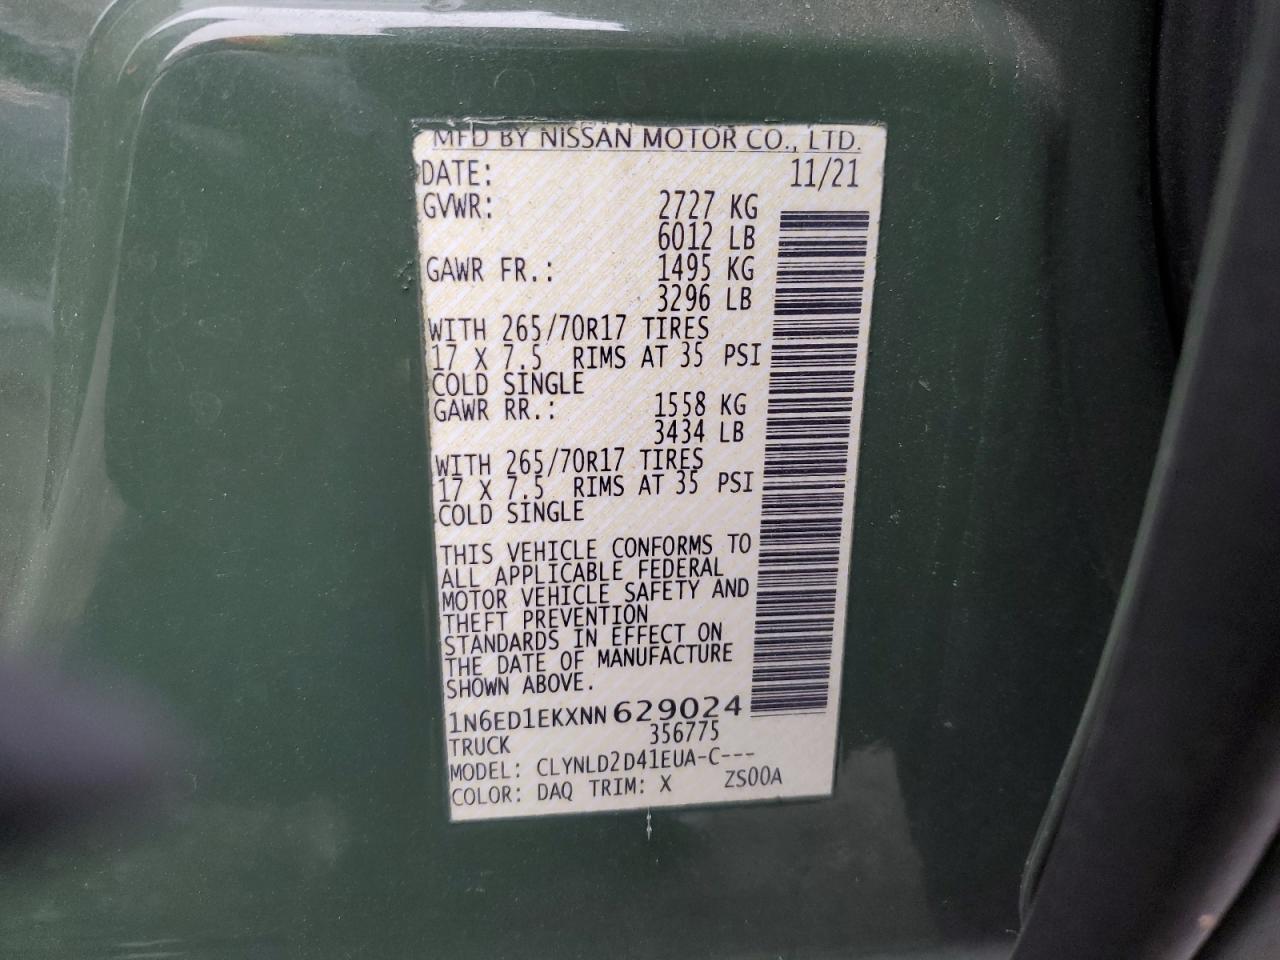 MFD BY NISSAN MOTOR CO., LTD.
DATE: 11/21
GVWR: 2727 KG
6012 LB
GAWR FR.: 1495 KG
3296 LB
WITH 265/70R17 TIRES
17 X 7.5 RIMS AT 35 PSI
COLD SINGLE
GAWR RR.: 1558 KG
3434 LB
WITH 265/70R17 TIRES
17 X 7.5 RIMS AT 35 PSI
COLD SINGLE
THIS VEHICLE CONFORMS TO
ALL APPLICABLE FEDERAL
MOTOR VEHICLE SAFETY AND
THEFT PREVENTION
STANDARDS IN EFFECT ON
THE DATE OF MANUFACTURE
SHOWN ABOVE.
1N6ED1EKXNN629024
TRUCK 356775
MODEL: CLYNLD2D41EUA-C---
COLOR: DAQ TRIM: X ZS00A